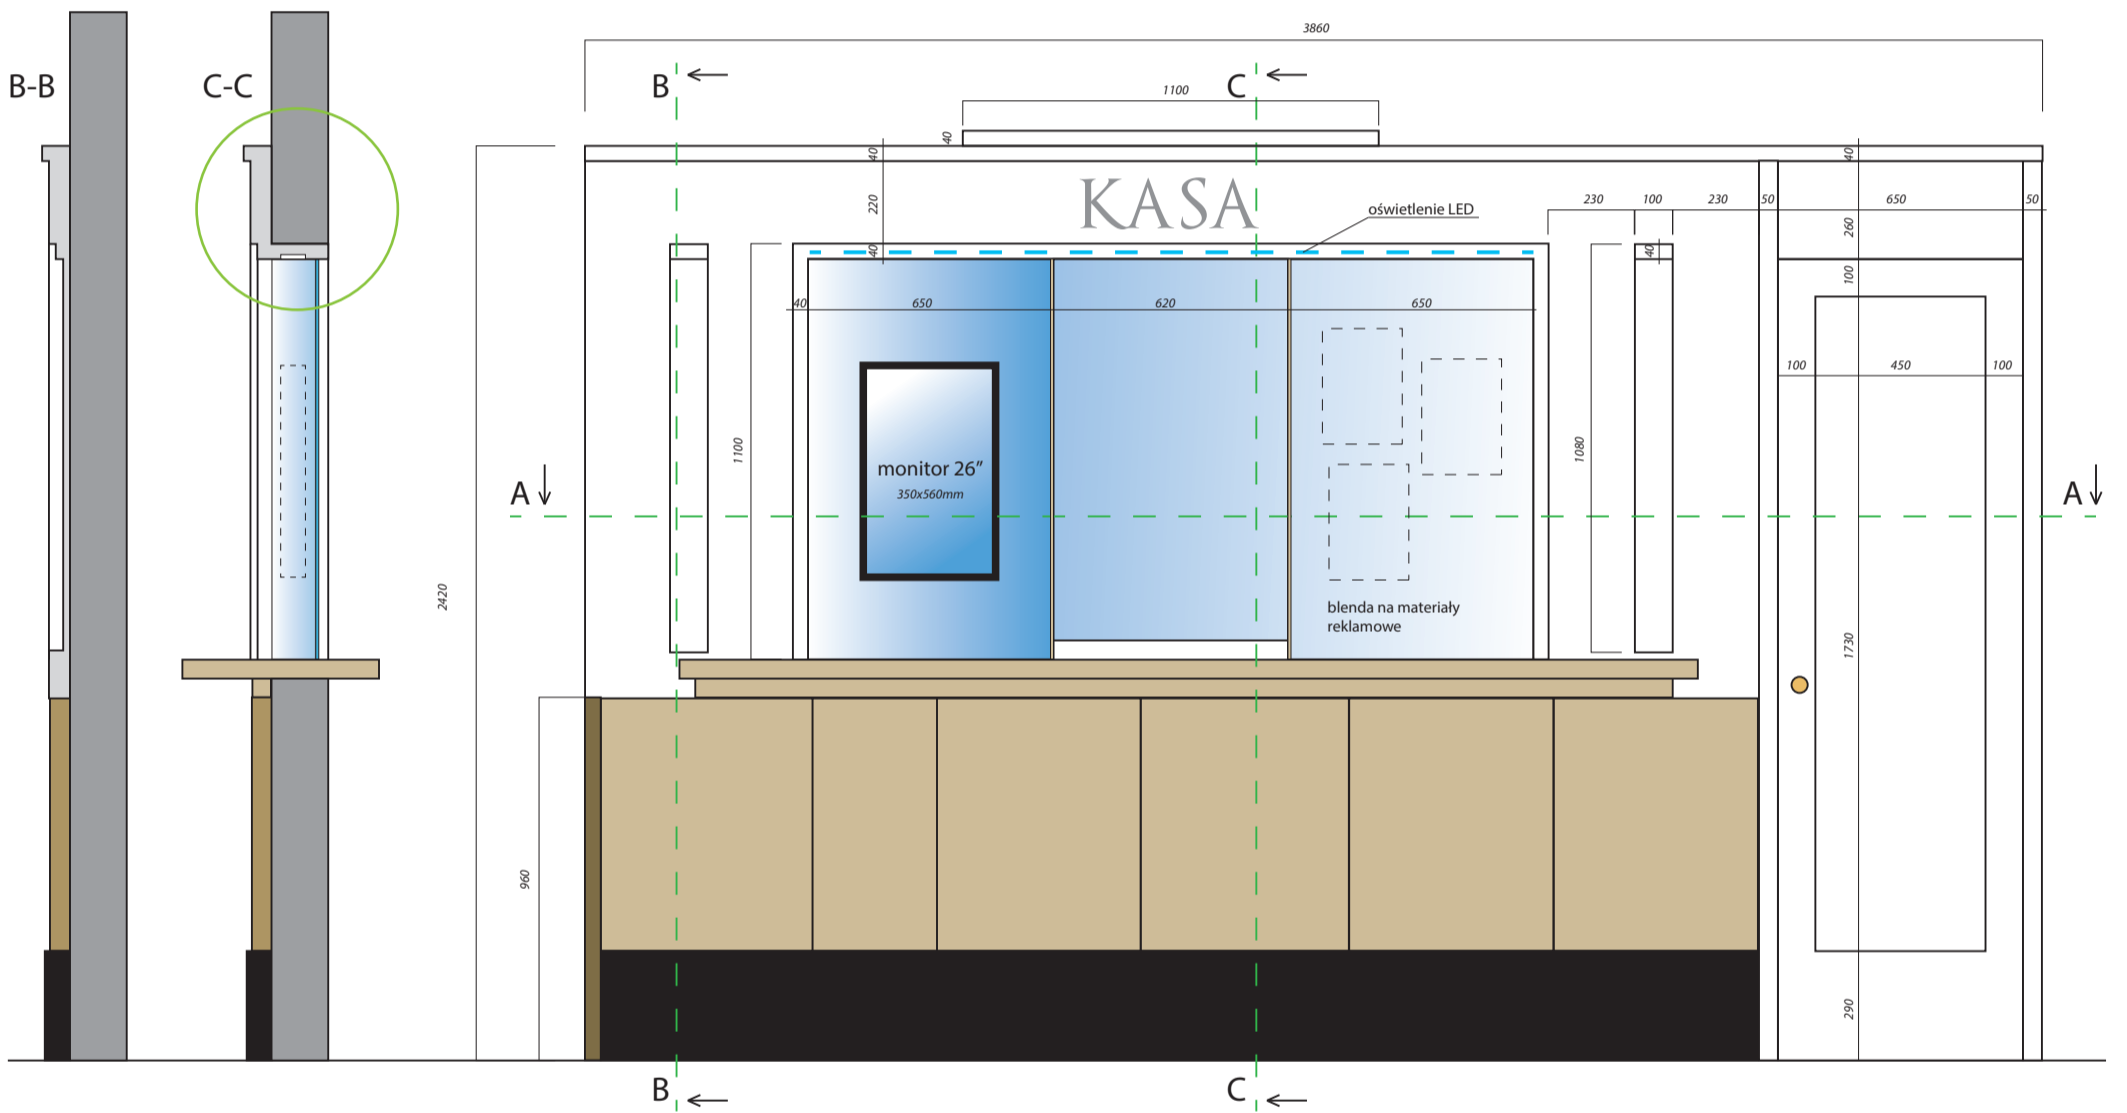 3860
B-B
C-C
B
C
1100
40
40
40
KASA
220
oświetlenie LED
230
100
230
50
650
50
260
40
40
100
40
650
620
650
100
450
100
1100
1080
monitor 26”
350x560mm
A
A
2420
blenda na materiały
reklamowe
1730
960
290
B
C